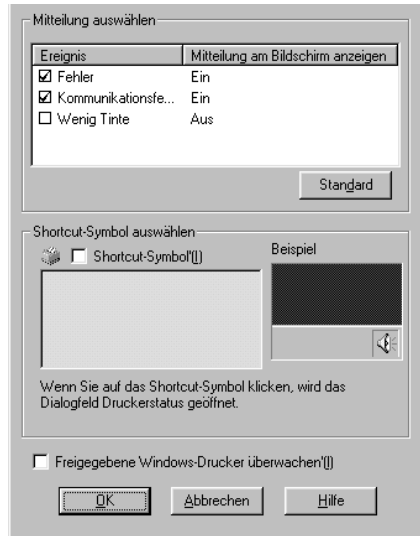 Mitteilung auswählen
Ereignis Mitteilung am Bildschirm anzeigen
Fehler Ein
Kommunikationsfe... Ein
Wenig Tinte Aus
Standard
Shortcut-Symbol auswählen
Shortcut-Symbol'(I)
Beispiel
Wenn Sie auf das Shortcut-Symbol klicken, wird das
Dialogfeld Druckerstatus geöffnet.
Freigegebene Windows-Drucker überwachen'(I)
OK Abbrechen Hilfe